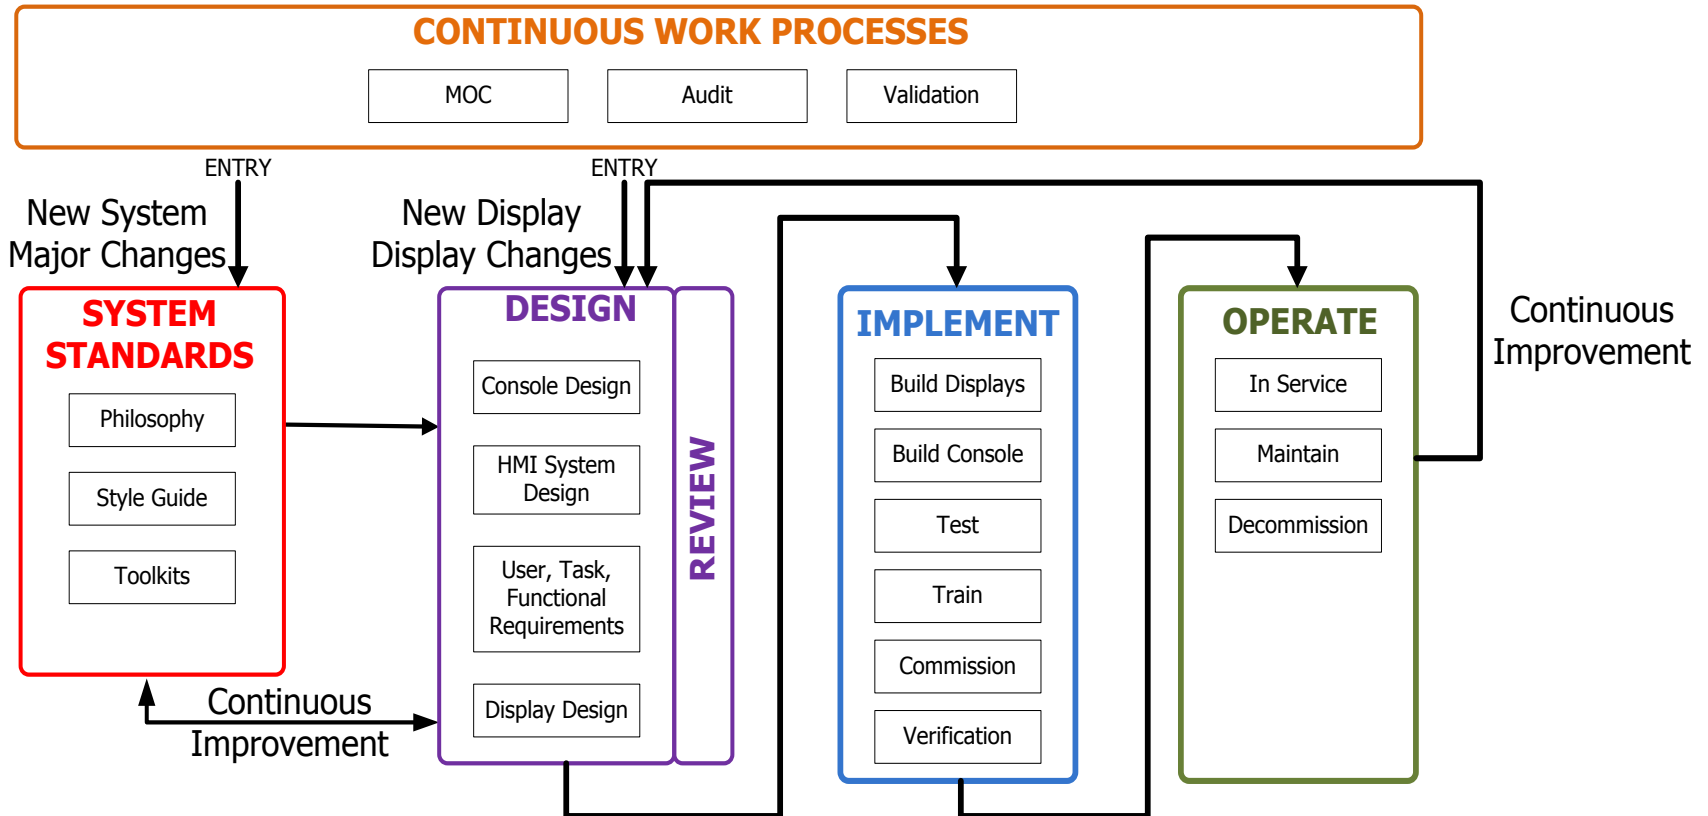 CONTINUOUS WORK PROCESSES
MOC
Audit
Validation
ENTRY
New System
Major Changes
ENTRY
New Display
Display Changes
SYSTEM
STANDARDS
Philosophy
Style Guide
Toolkits
Continuous
Improvement
DESIGN
Console Design
HMI System
Design
User, Task,
Functional
Requirements
Display Design
REVIEW
IMPLEMENT
Build Displays
Build Console
Test
Train
Commission
Verification
OPERATE
In Service
Maintain
Decommission
Continuous
Improvement